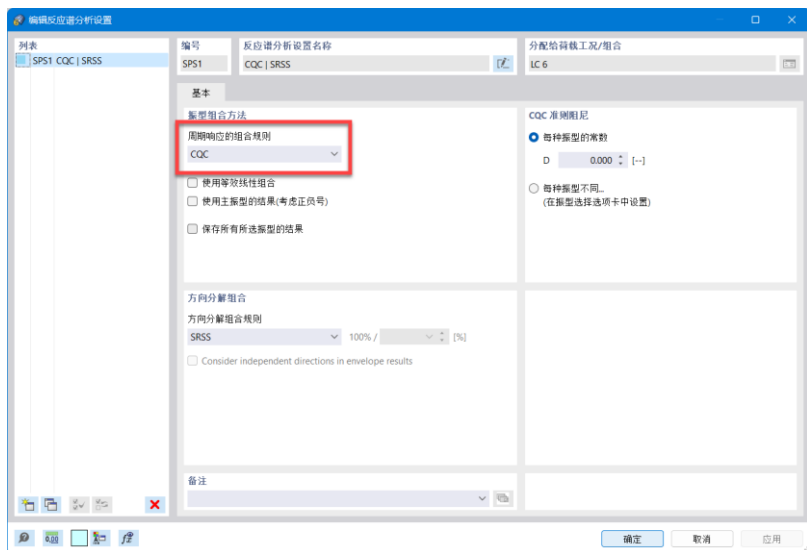 编辑反应谱分析设置
列表
SPS1 CQC | SRSS
编号
SPS1
反应谱分析设置名称
CQC | SRSS
分配给荷载工况/组合
LC 6
基本
振型组合方法
周期响应的组合规则
CQC
使用等效线性组合
使用主振型的结果(考虑正负号)
保存所有所选振型的结果
CQC 准则阻尼
每种振型的常数
D 0.000 [--]
每种振型不同...
(在振型选择选项卡中设置)
方向分解组合
方向分解组合规则
SRSS 100% / [%]
Consider independent directions in envelope results
备注
0,00
确定 取消 应用